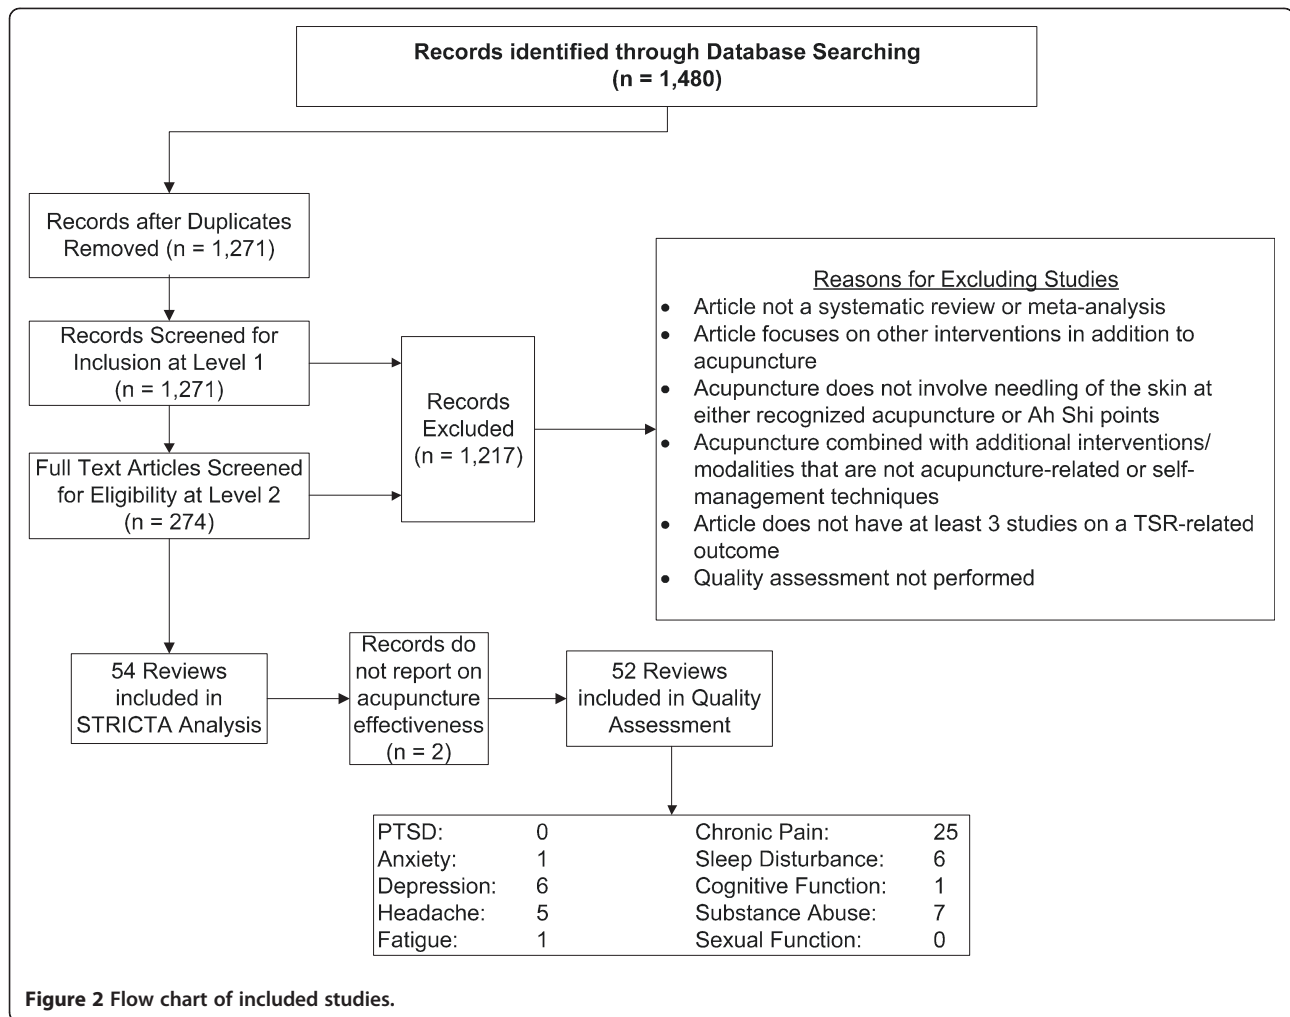 Records identified through Database Searching
(n = 1,480)
Records after Duplicates
Removed (n = 1,271)
Records Screened for
Inclusion at Level 1
(n = 1,271)
Full Text Articles Screened
for Eligibility at Level 2
(n = 274)
Records
Excluded
(n = 1,217)
Reasons for Excluding Studies
• Article not a systematic review or meta-analysis
• Article focuses on other interventions in addition to
acupuncture
• Acupuncture does not involve needling of the skin at
either recognized acupuncture or Ah Shi points
• Acupuncture combined with additional interventions/
modalities that are not acupuncture-related or self-
management techniques
• Article does not have at least 3 studies on a TSR-related
outcome
• Quality assessment not performed
54 Reviews
included in
STRICTA Analysis
Records do
not report on
acupuncture
effectiveness
(n = 2)
52 Reviews
included in Quality
Assessment
PTSD: 0
Anxiety: 1
Depression: 6
Headache: 5
Fatigue: 1
Chronic Pain: 25
Sleep Disturbance: 6
Cognitive Function: 1
Substance Abuse: 7
Sexual Function: 0
Figure 2 Flow chart of included studies.